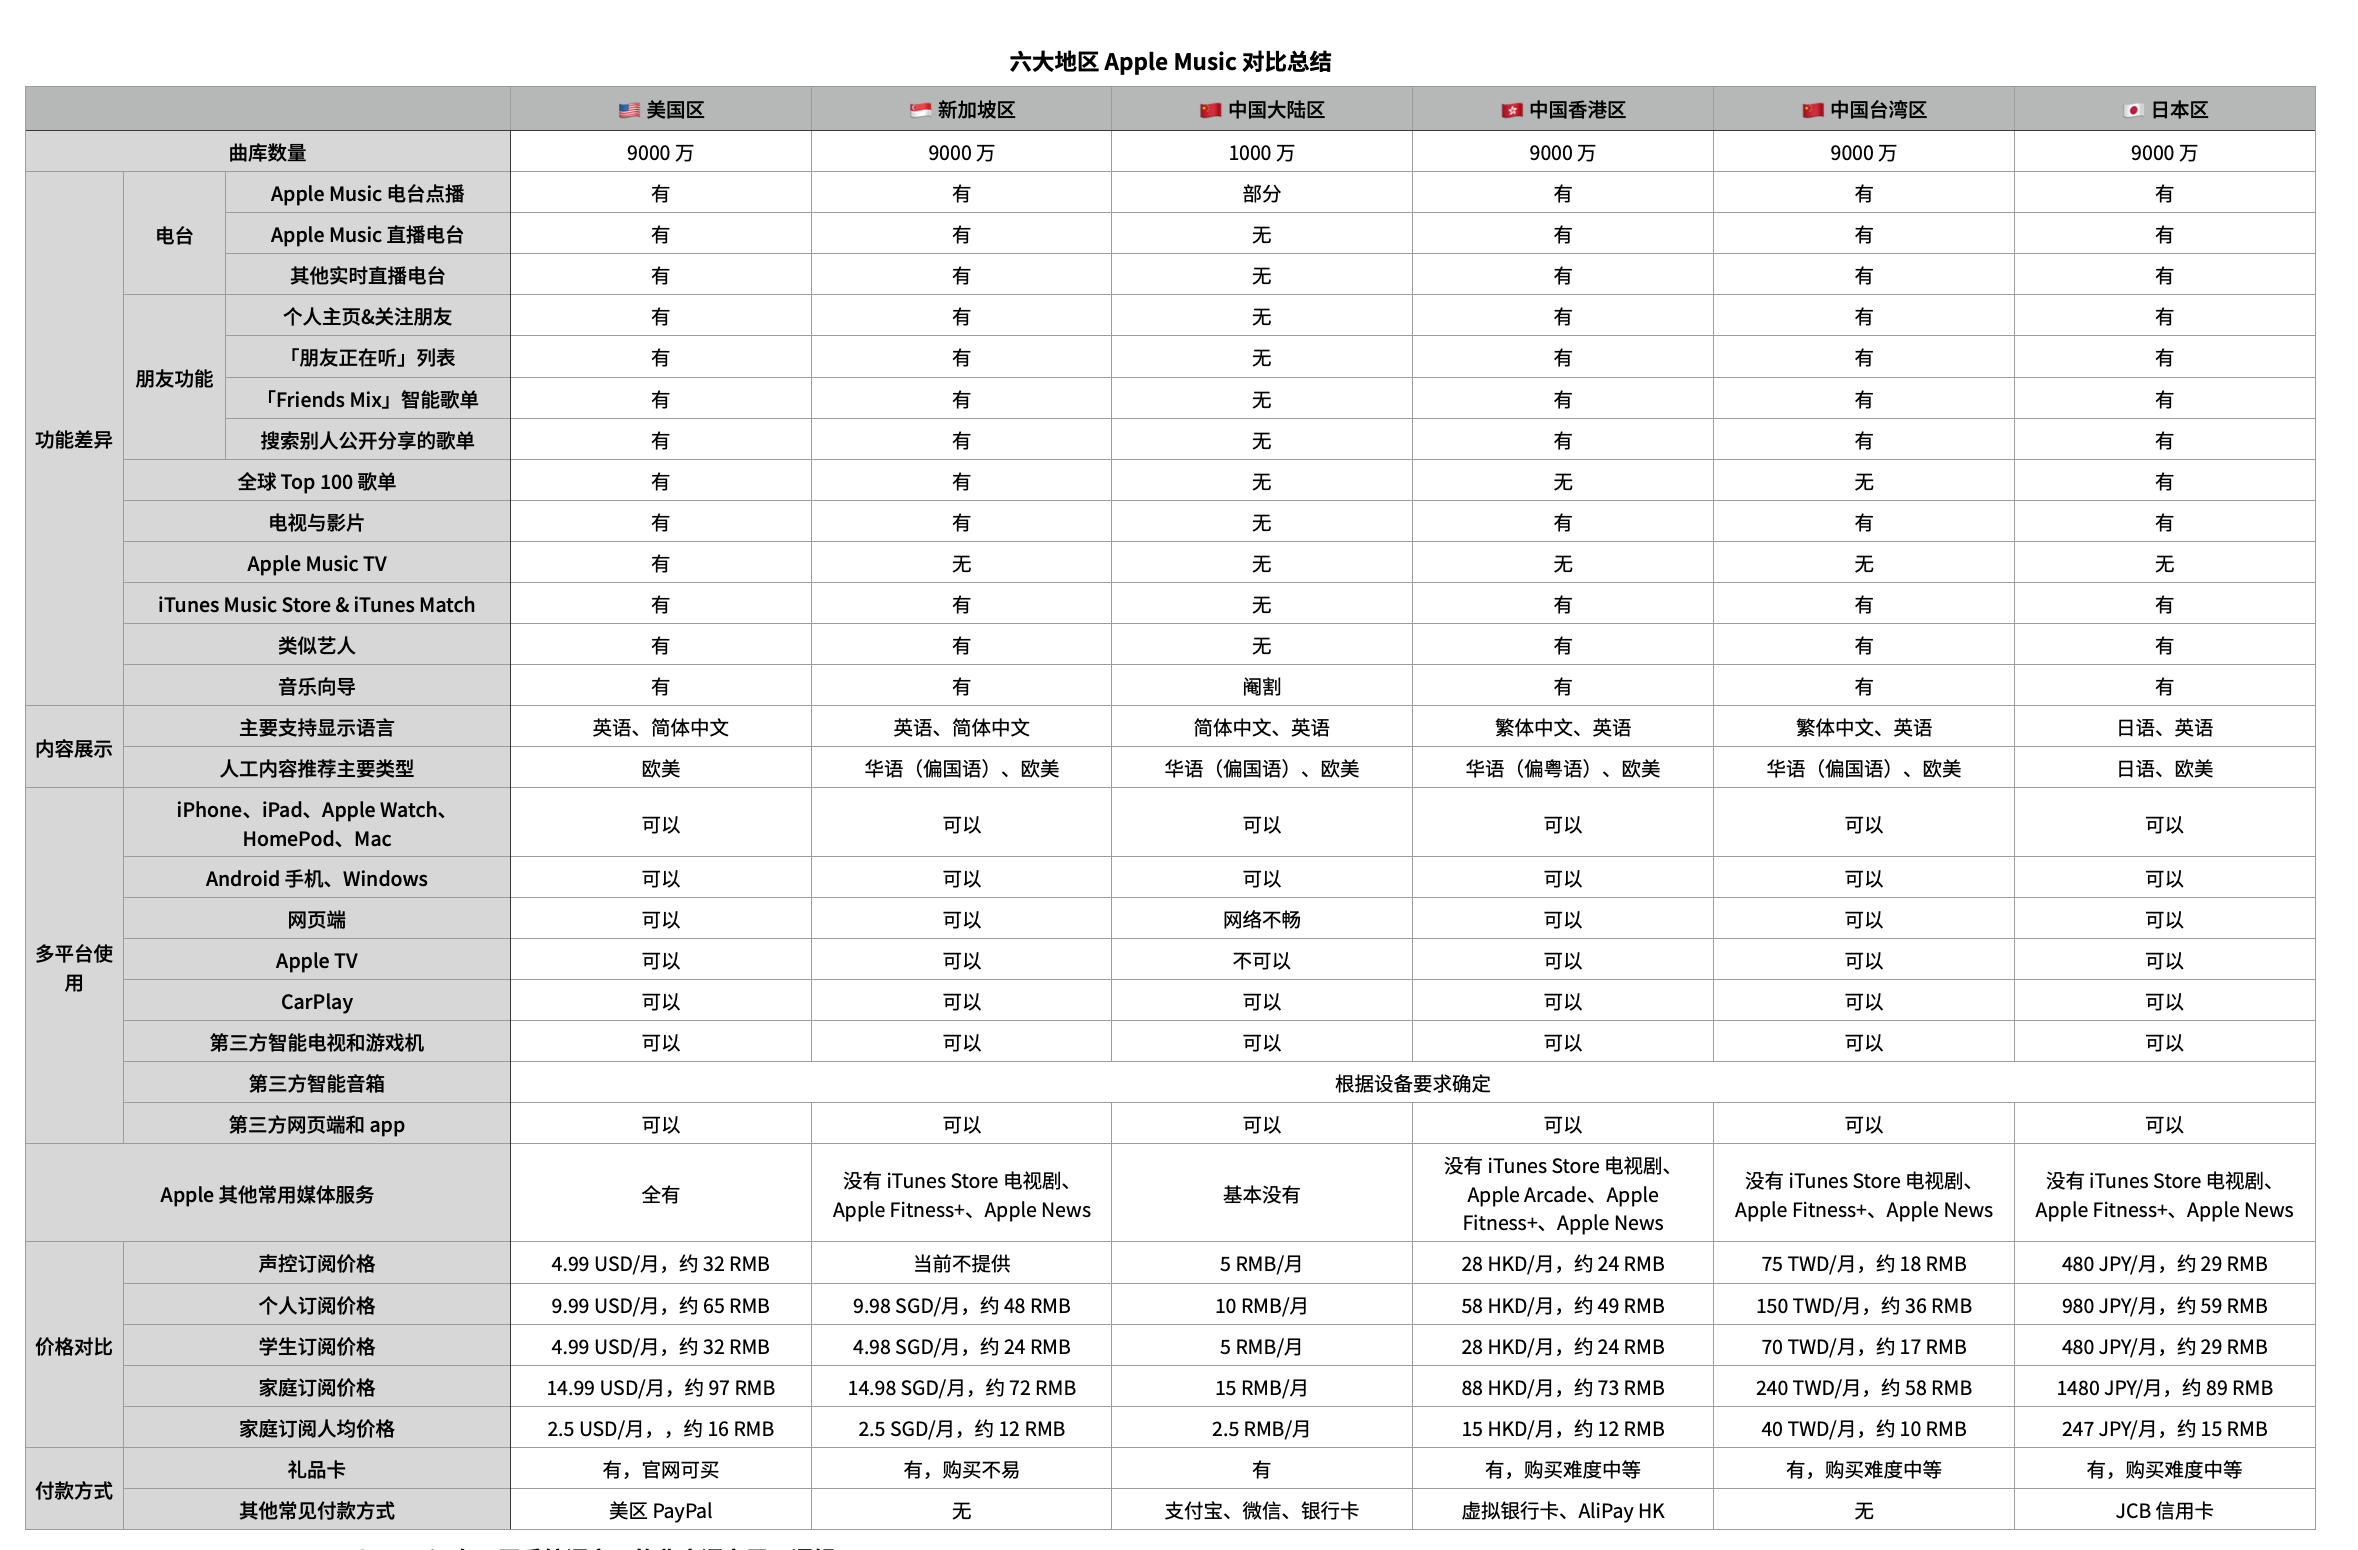 六大地区 Apple Music 对比总结
美国区 新加坡区 中国大陆区 中国香港区 中国台湾区 日本区
曲库数量 9000 万 9000 万 1000 万 9000 万 9000 万 9000 万
功能差异
电台
Apple Music 电台点播 有 有 部分 有 有 有
Apple Music 直播电台 有 有 无 有 有 有
其他实时直播电台 有 有 无 有 有 有
朋友功能
个人主页&关注朋友 有 有 无 有 有 有
「朋友正在听」列表 有 有 无 有 有 有
「Friends Mix」智能歌单 有 有 无 有 有 有
搜索别人公开分享的歌单 有 有 无 有 有 有
全球 Top 100 歌单 有 有 无 无 无 有
电视与影片 有 有 无 有 有 有
Apple Music TV 有 无 无 无 无 无
iTunes Music Store & iTunes Match 有 有 无 有 有 有
类似艺人 有 有 无 有 有 有
音乐向导 有 有 阉割 有 有 有
内容展示
主要支持显示语言 英语、简体中文 英语、简体中文 简体中文、英语 繁体中文、英语 繁体中文、英语 日语、英语
人工内容推荐主要类型 欧美 华语（偏国语）、欧美 华语（偏国语）、欧美 华语（偏粤语）、欧美 华语（偏国语）、欧美 日语、欧美
多平台使
用
iPhone、iPad、Apple Watch、
HomePod、Mac
可以 可以 可以 可以 可以 可以
Android 手机、Windows 可以 可以 可以 可以 可以 可以
网页端 可以 可以 网络不畅 可以 可以 可以
Apple TV 可以 可以 不可以 可以 可以 可以
CarPlay 可以 可以 可以 可以 可以 可以
第三方智能电视和游戏机 可以 可以 可以 可以 可以 可以
第三方智能音箱 根据设备要求确定
第三方网页端和 app 可以 可以 可以 可以 可以 可以
Apple 其他常用媒体服务
全有
没有 iTunes Store 电视剧、
Apple Fitness+、Apple News
基本没有
没有 iTunes Store 电视剧、
Apple Arcade、Apple
Fitness+、Apple News
没有 iTunes Store 电视剧、
Apple Fitness+、Apple News
没有 iTunes Store 电视剧、
Apple Fitness+、Apple News
价格对比
声控订阅价格 4.99 USD/月，约 32 RMB 当前不提供 5 RMB/月 28 HKD/月，约 24 RMB 75 TWD/月，约 18 RMB 480 JPY/月，约 29 RMB
个人订阅价格 9.99 USD/月，约 65 RMB 9.98 SGD/月，约 48 RMB 10 RMB/月 58 HKD/月，约 49 RMB 150 TWD/月，约 36 RMB 980 JPY/月，约 59 RMB
学生订阅价格 4.99 USD/月，约 32 RMB 4.98 SGD/月，约 24 RMB 5 RMB/月 28 HKD/月，约 24 RMB 70 TWD/月，约 17 RMB 480 JPY/月，约 29 RMB
家庭订阅价格 14.99 USD/月，约 97 RMB 14.98 SGD/月，约 72 RMB 15 RMB/月 88 HKD/月，约 73 RMB 240 TWD/月，约 58 RMB 1480 JPY/月，约 89 RMB
家庭订阅人均价格 2.5 USD/月，，约 16 RMB 2.5 SGD/月，约 12 RMB 2.5 RMB/月 15 HKD/月，约 12 RMB 40 TWD/月，约 10 RMB 247 JPY/月，约 15 RMB
付款方式
礼品卡 有，官网可买 有，购买不易 有 有，购买难度中等 有，购买难度中等 有，购买难度中等
其他常见付款方式 美区 PayPal 无 支付宝、微信、银行卡 虚拟银行卡、AliPay HK 无 JCB 信用卡